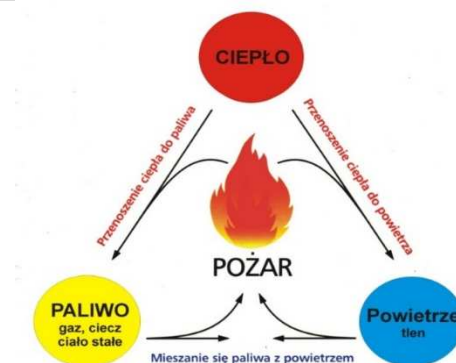 CIEPŁO
Przenoszenie ciepła do paliwa
Przenoszenie ciepła do powietrza
POŻAR
PALIWO
gaz, ciecz
ciało stałe
Powietrze
tlen
Mieszanie się paliwa z powietrzem